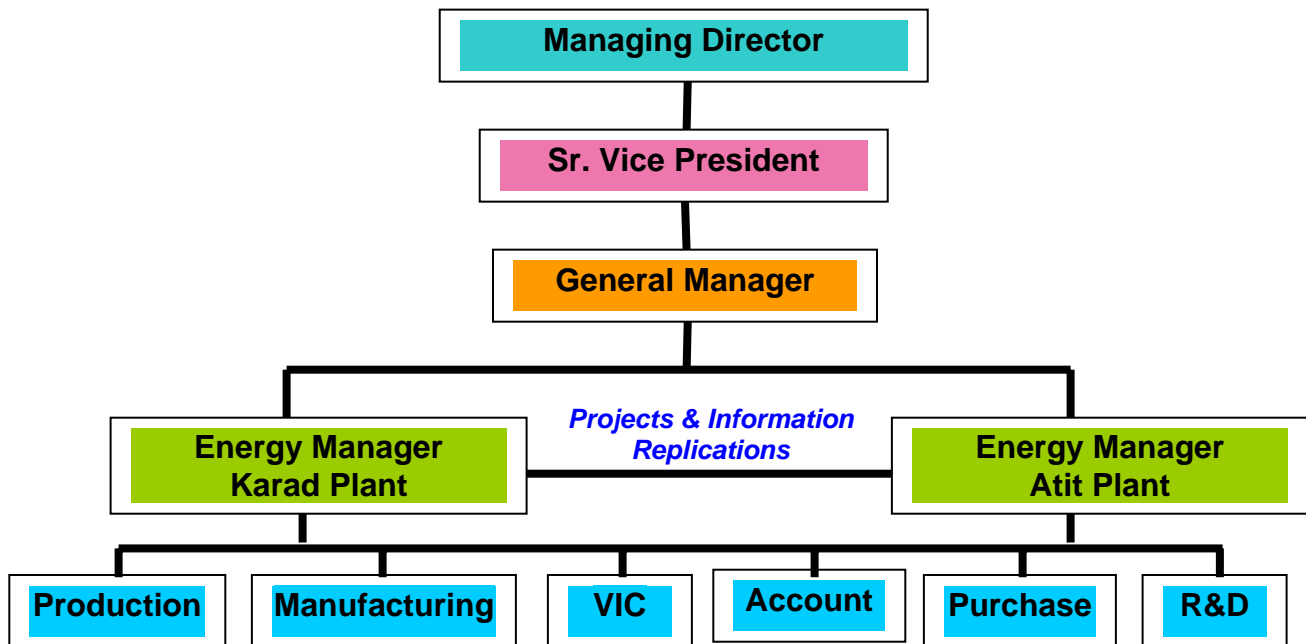 Managing Director
Sr. Vice President
General Manager
Projects & Information
Replications
Energy Manager
Karad Plant
Energy Manager
Atit Plant
Production
Manufacturing
VIC
Account
Purchase
R&D